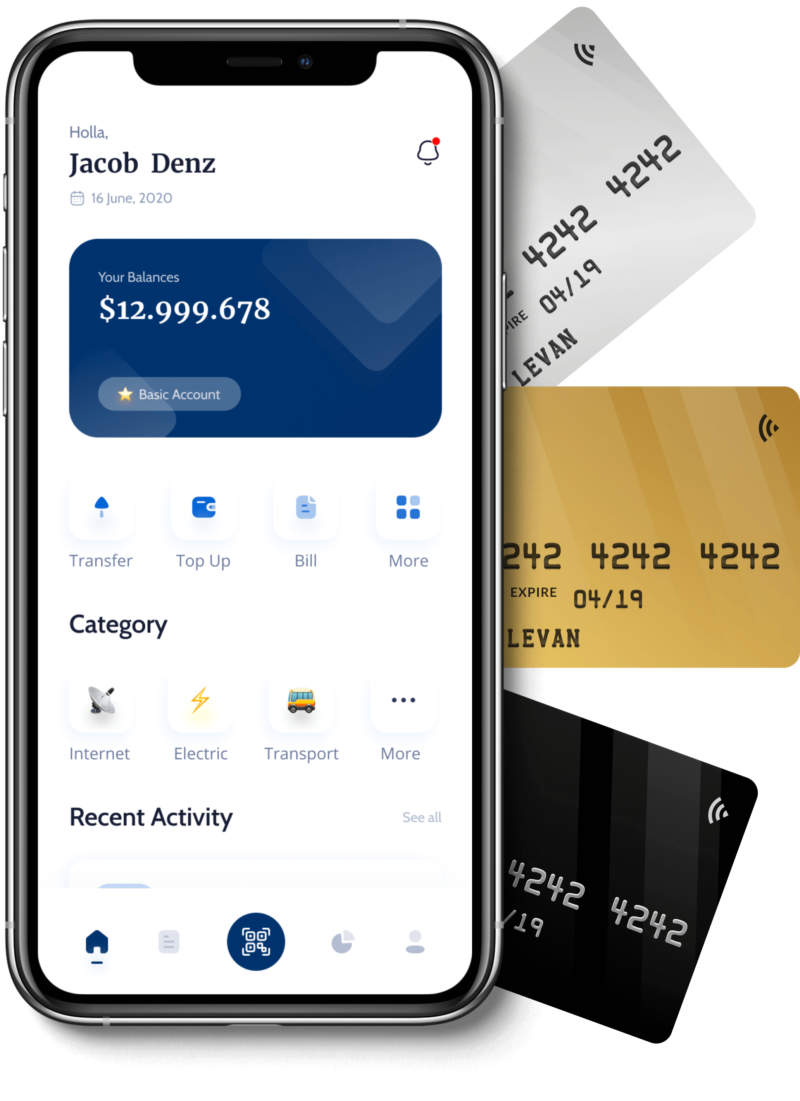 Holla,
Jacob Denz
16 June, 2020
Your Balances
$12.999.678
Basic Account
Transfer Top Up Bill More
Category
Internet Electric Transport More
Recent Activity See all
4242 4242
04/19
LEVAN
242 4242 4242
EXPIRE 04/19
LEVAN
4242 4242
/19